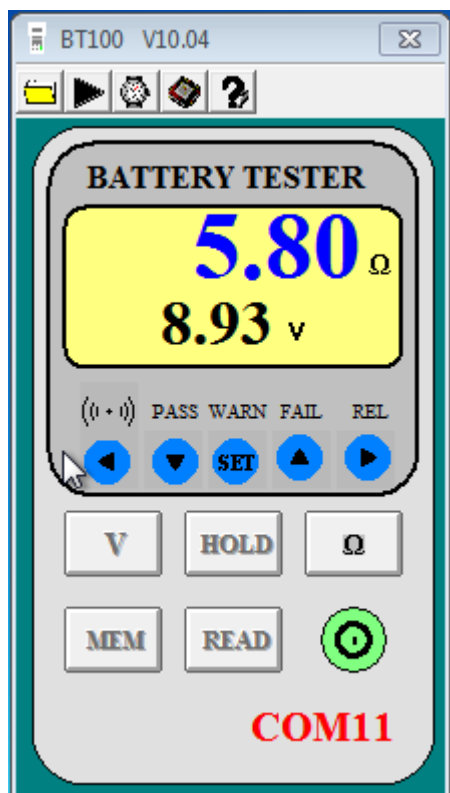 BT100 V10.04
BATTERY TESTER
5.80 Ω
8.93 V
((ı • ı)) PASS WARN FAIL REL
SET
V HOLD Ω
MEM READ
COM11